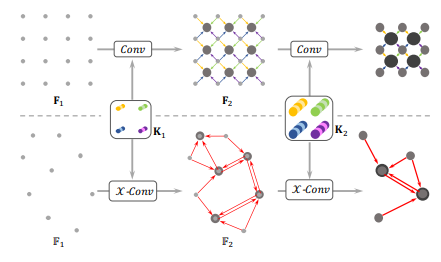 Conv
Conv
F₁
F₂
K₁
K₂
𝒳-Conv
𝒳-Conv
𝔽₁
𝔽₂